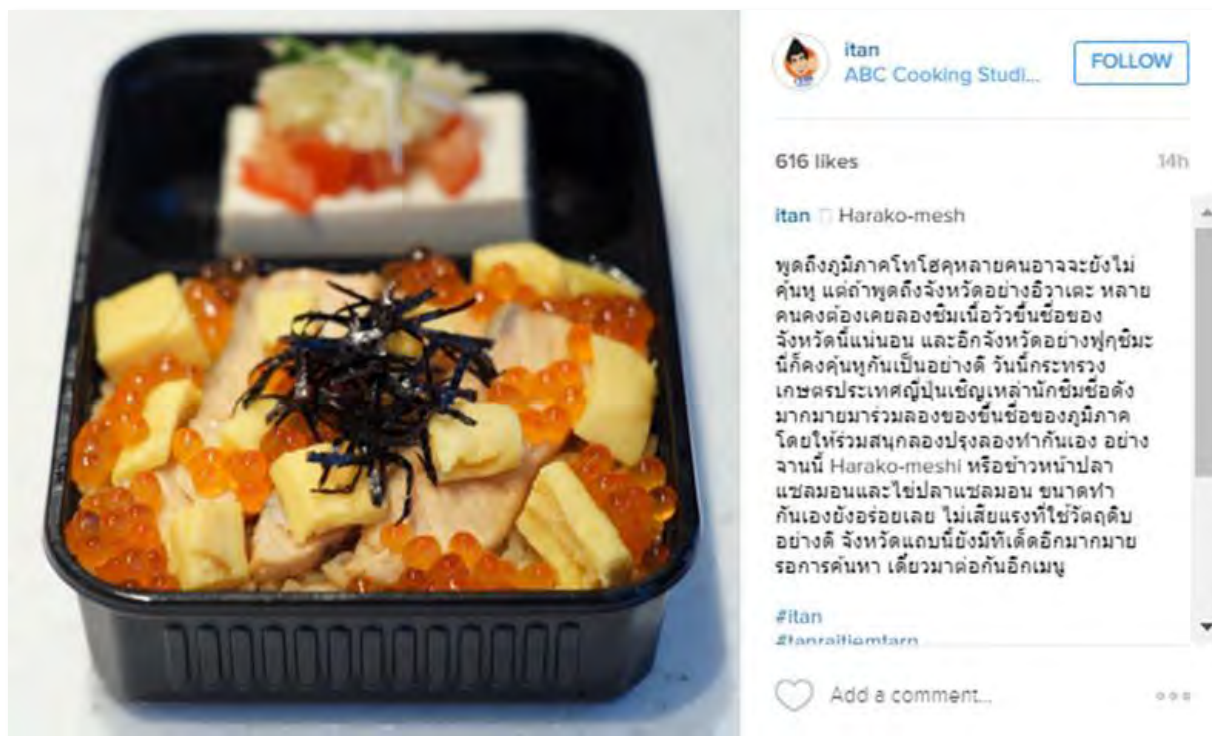 itan
ABC Cooking Studi...
FOLLOW
616 likes
14h
itan Harako-mesh
พูดถึงภูมิภาคโทโฮคุหลายคนอาจจะยังไม่
คุ้นหู แต่ถ้าพูดถึงจังหวัดอย่างอิวาเตะ หลาย
คนคงต้องเคยลองชิมเนื้อวัวขึ้นชื่อของ
จังหวัดนี้แน่นอน และอีกจังหวัดอย่างฟูกุชิมะ
นี่ก็คงคุ้นหูกันเป็นอย่างดี วันนี้กระทรวง
เกษตรประเทศญี่ปุ่นเชิญเหล่านักชิมชื่อดัง
มากมายมาร่วมลองของขึ้นชื่อของภูมิภาค
โดยให้ร่วมสนุกลองปรุงลองทำกันเอง อย่าง
จานนี้ Harako-meshi หรือข้าวหน้าปลา
แซลมอนและไข่ปลาแซลมอน ขนาดทำ
กันเองยังอร่อยเลย ไม่เสียแรงที่ใช้วัตถุดิบ
อย่างดี จังหวัดแถบนี้ยังมีทีเด็ดอีกมากมาย
รอการค้นหา เดี๋ยวมาต่อกันอีกเมนู
#itan
#tanraitiemtarn
Add a comment...